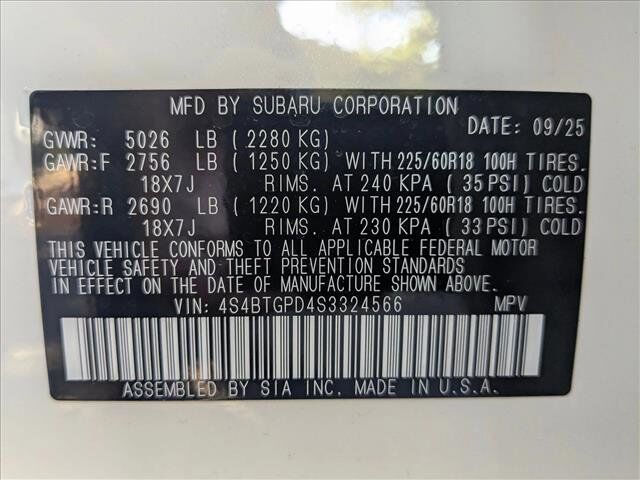 MFD BY SUBARU CORPORATION
DATE: 09/25
GVWR: 5026 LB ( 2280 KG)
GAWR:F 2756 LB ( 1250 KG) WITH 225/60R18 100H TIRES.
18X7J RIMS. AT 240 KPA ( 35 PSI) COLD
GAWR:R 2690 LB ( 1220 KG) WITH 225/60R18 100H TIRES.
18X7J RIMS. AT 230 KPA ( 33 PSI) COLD
THIS VEHICLE CONFORMS TO ALL APPLICABLE FEDERAL MOTOR
VEHICLE SAFETY AND THEFT PREVENTION STANDARDS
IN EFFECT ON THE DATE OF MANUFACTURE SHOWN ABOVE.
VIN: 4S4BTGPD4S3324566 MPV
ASSEMBLED BY SIA INC. MADE IN U.S.A.